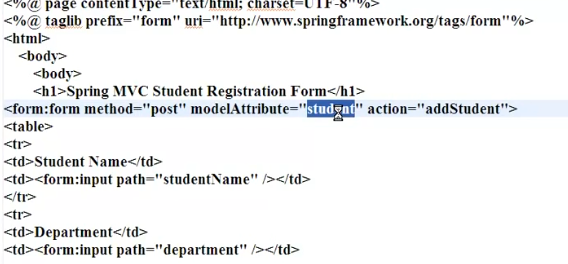 <%@ page contentType="text/html; charset=UTF-8"%>
<%@ taglib prefix="form" uri="http://www.springframework.org/tags/form"%>
<html>
<body>
<body>
<h1>Spring MVC Student Registration Form</h1>
<form:form method="post" modelAttribute="student" action="addStudent">
<table>
<tr>
<td>Student Name</td>
<td><form:input path="studentName" /></td>
</tr>
<tr>
<td>Department</td>
<td><form:input path="department" /></td>